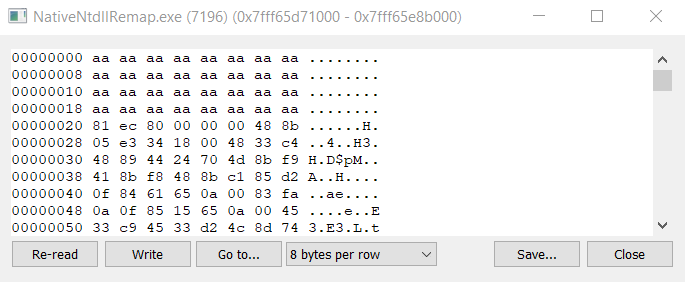 NativeNtdllRemap.exe (7196) (0x7fff65d71000 - 0x7fff65e8b000)
00000000 aa aa aa aa aa aa aa aa ........
00000008 aa aa aa aa aa aa aa aa ........
00000010 aa aa aa aa aa aa aa aa ........
00000018 aa aa aa aa aa aa aa aa ........
00000020 81 ec 80 00 00 00 48 8b ......H.
00000028 05 e3 34 18 00 48 33 c4 ..4..H3.
00000030 48 89 44 24 70 4d 8b f9 H.D$pM..
00000038 41 8b f8 48 8b c1 85 d2 A..H....
00000040 0f 84 61 65 0a 00 83 fa ..ae....
00000048 0a 0f 85 15 65 0a 00 45 ....e..E
00000050 33 c9 45 33 d2 4c 8d 74 3.E3.L.t
Re-read Write Go to... 8 bytes per row Save... Close